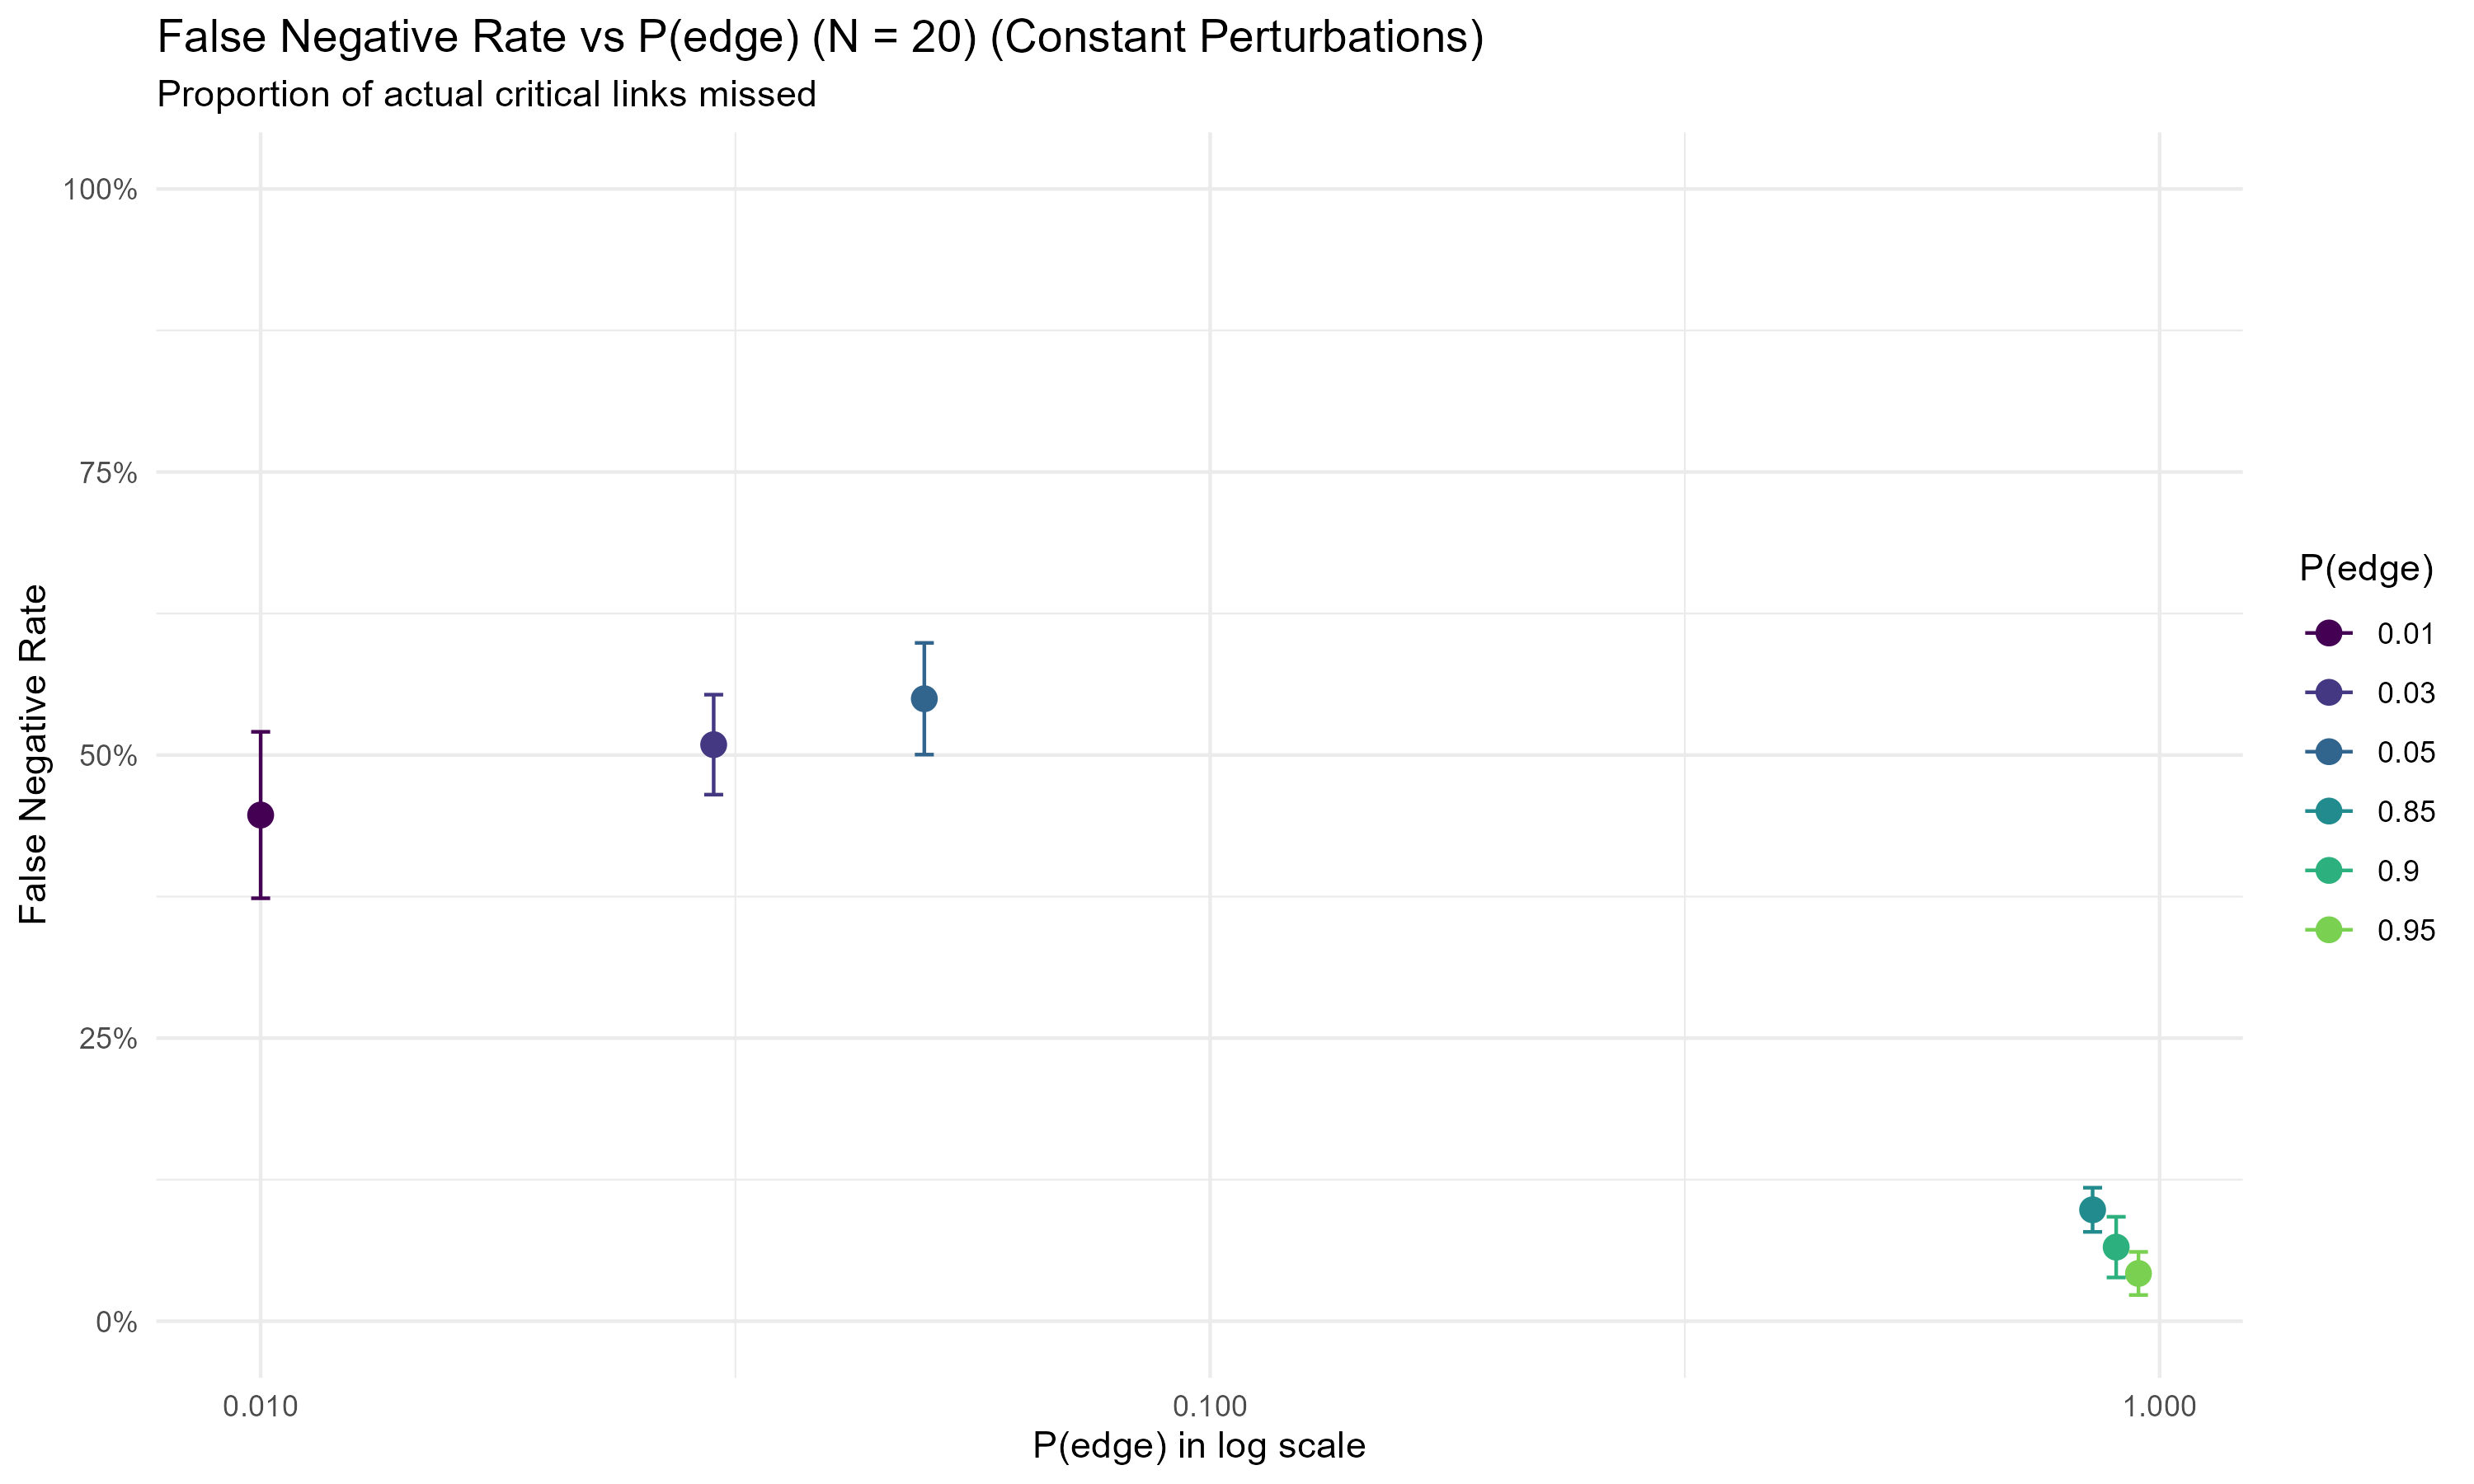 False Negative Rate vs P(edge) (N = 20) (Constant Perturbations)
Proportion of actual critical links missed
100%
75%
50%
25%
0%
False Negative Rate
0.010
0.100
1.000
P(edge) in log scale
P(edge)
0.01
0.03
0.05
0.85
0.9
0.95